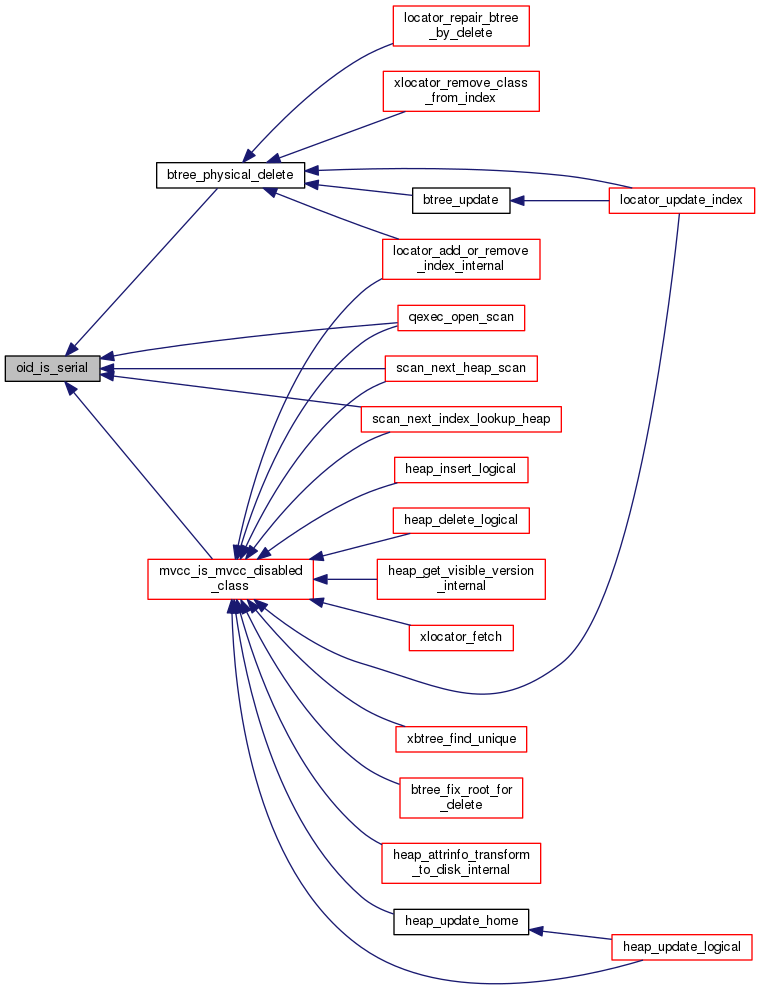 locator_repair_btree
_by_delete
xlocator_remove_class
_from_index
btree_physical_delete
btree_update
locator_update_index
locator_add_or_remove
_index_internal
qexec_open_scan
oid_is_serial
scan_next_heap_scan
scan_next_index_lookup_heap
heap_insert_logical
heap_delete_logical
mvcc_is_mvcc_disabled
_class
heap_get_visible_version
_internal
xlocator_fetch
xbtree_find_unique
btree_fix_root_for
_delete
heap_attrinfo_transform
_to_disk_internal
heap_update_home
heap_update_logical